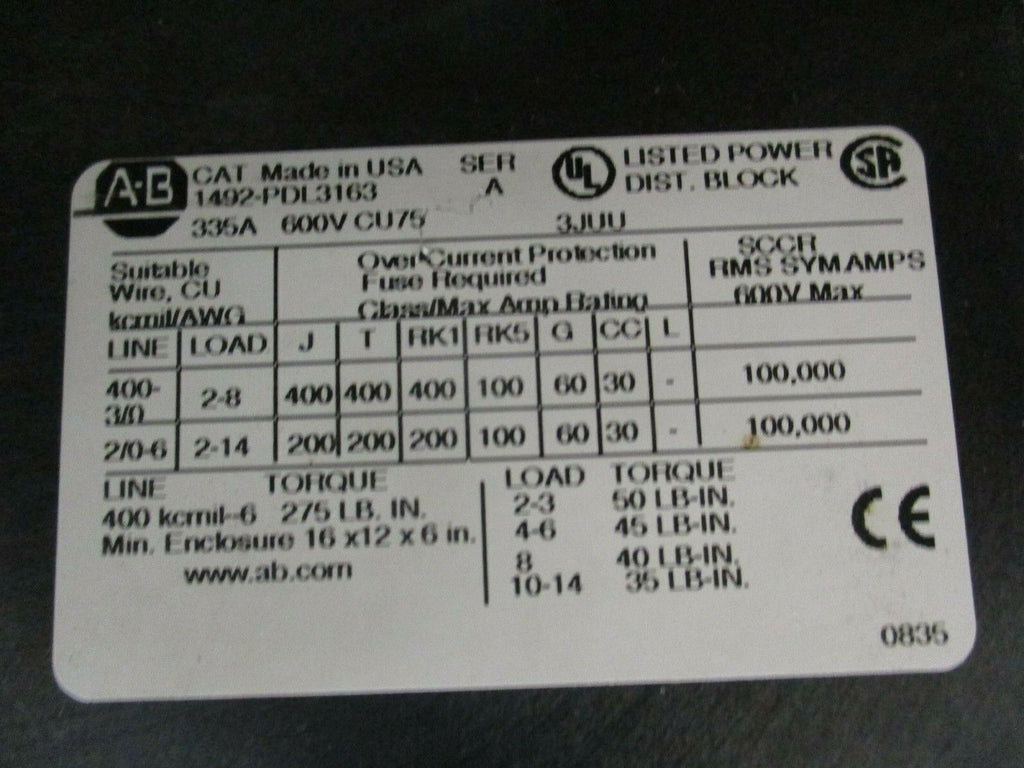 A-B CAT Made in USA SER UL LISTED POWER SA
1492-PDL3163 A DIST. BLOCK
335A 600V CU75 3JUU
Suitable Over Current Protection SCCR
Wire, CU Fuse Required RMS SYM AMPS
kcmil/AWG Class/Max Amp Rating 600V Max
LINE LOAD J T RK1 RK5 G CC L
400-3/0 2-8 400 400 400 100 60 30 - 100,000
2/0-6 2-14 200 200 200 100 60 30 - 100,000
LINE TORQUE
400 kcmil-6 275 LB. IN.
Min. Enclosure 16 x12 x 6 in.
www.ab.com
LOAD TORQUE
2-3 50 LB-IN.
4-6 45 LB-IN.
8 40 LB-IN.
10-14 35 LB-IN.
CE
0835